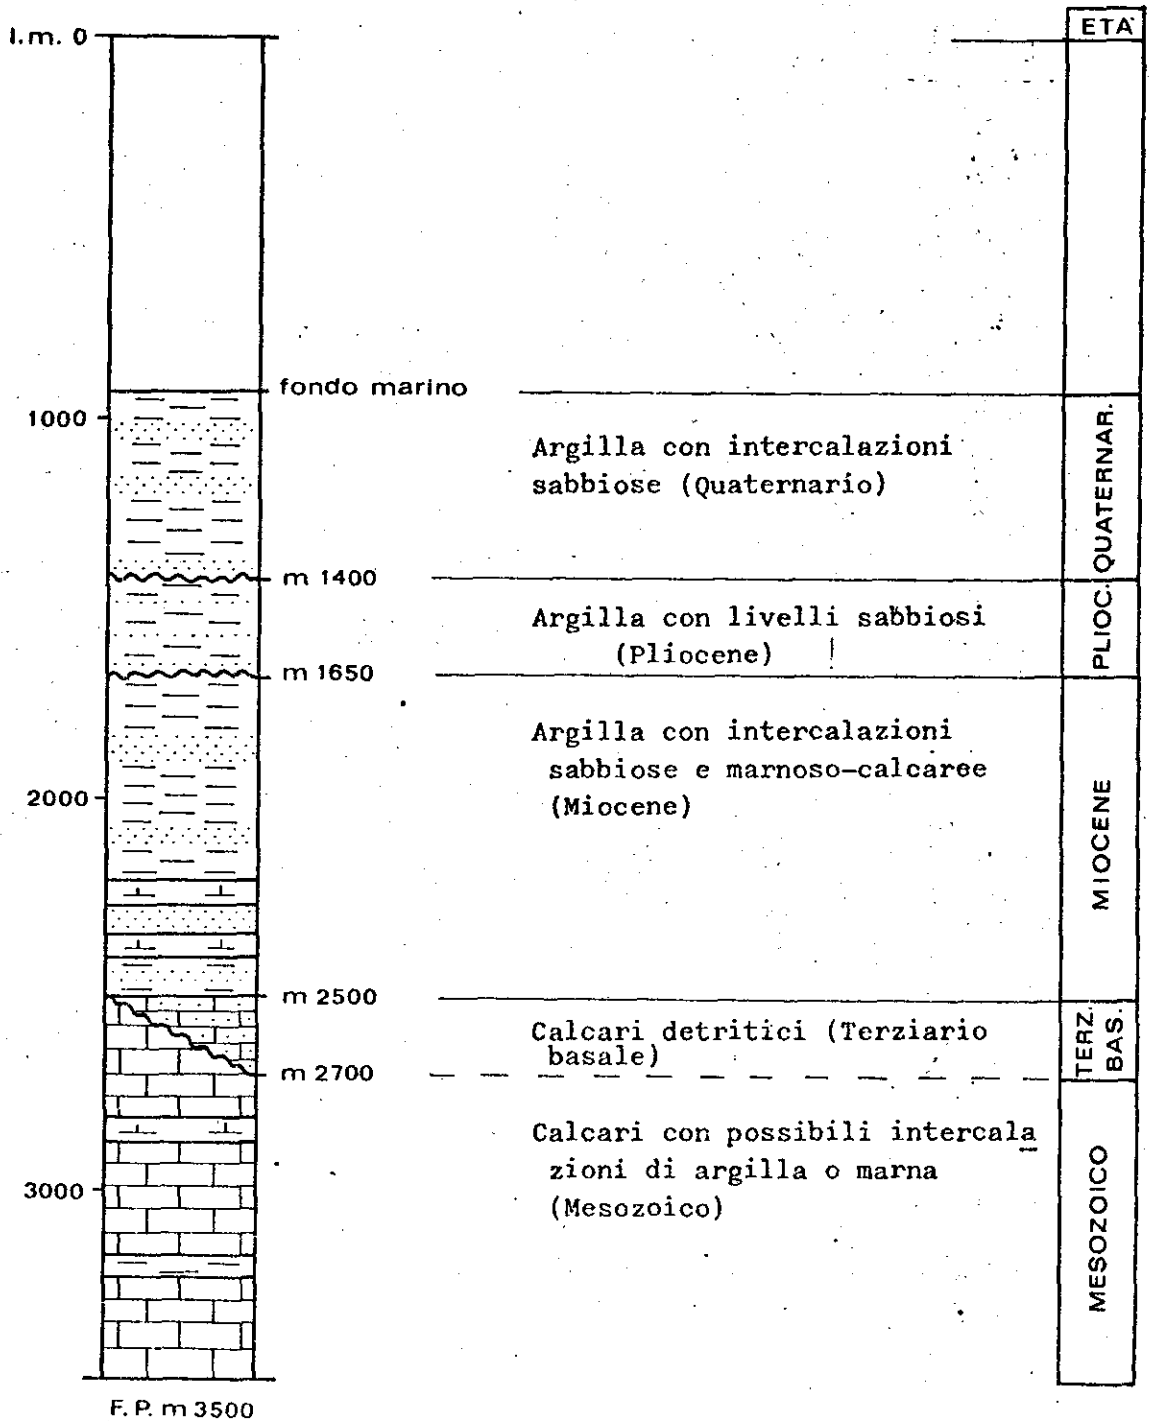 l.m. 0
ETÀ
fondo marino
1000
Argilla con intercalazioni
sabbiose (Quaternario)
QUATERNAR.
m 1400
Argilla con livelli sabbiosi
(Pliocene)
PLIOC.
m 1650
Argilla con intercalazioni
sabbiose e marnoso-calcaree
(Miocene)
2000
MIOCENE
m 2500
Calcari detritici (Terziario
basale)
TERZ.
BAS.
m 2700
Calcari con possibili intercala
zioni di argilla o marna
(Mesozoico)
3000
MESOZOICO
F. P. m 3500